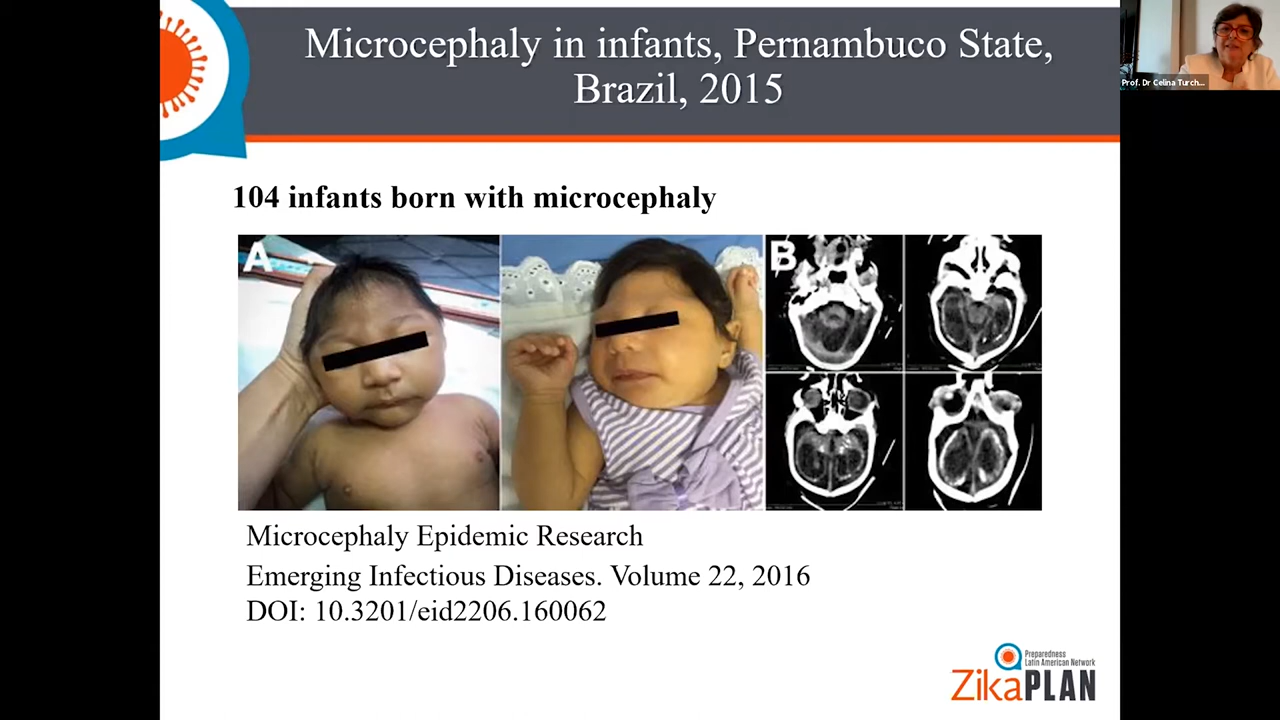 Microcephaly in infants, Pernambuco State,
Brazil, 2015
Prof. Dr Celina Turch...
104 infants born with microcephaly
A
B
Microcephaly Epidemic Research
Emerging Infectious Diseases. Volume 22, 2016
DOI: 10.3201/eid2206.160062
Preparedness
Latin American Network
ZikaPLAN